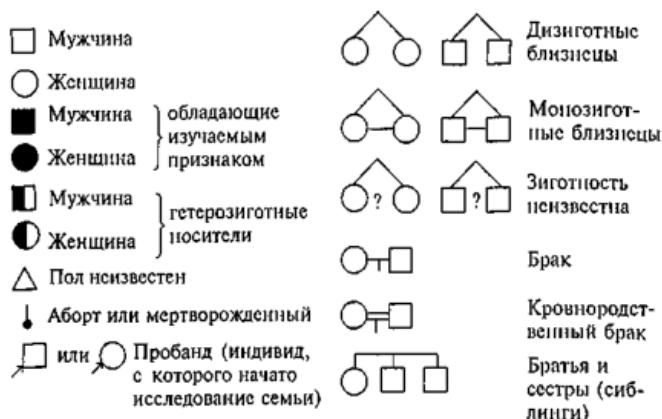 Мужчина
Женщина
Мужчина
Женщина
обладающие
изучаемым
признаком
Мужчина
Женщина
гетерозиготные
носители
Пол неизвестен
Аборт или мертворожденный
или
Пробанд (индивид,
с которого начато
исследование семьи)
Дизиготные
близнецы
Монозигот-
ные близнецы
? ?
Зиготность
неизвестна
Брак
Кровнородст-
венный брак
Братья и
сестры (сиб-
линги)